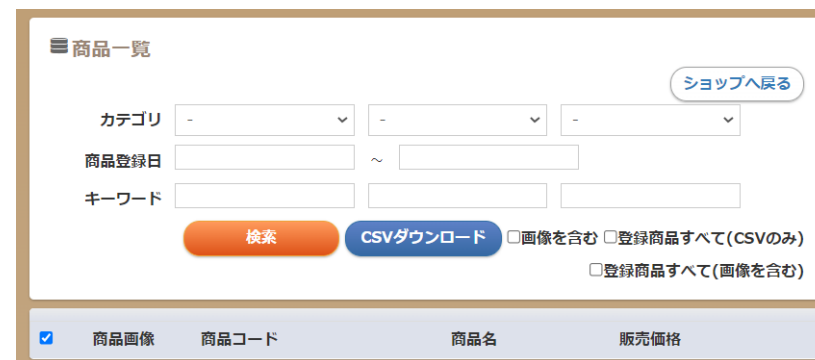 商品一覧
ショップへ戻る
カテゴリ - - -
商品登録日 ～
キーワード
検索 CSVダウンロード 画像を含む 登録商品すべて(CSVのみ)
登録商品すべて(画像を含む)
商品画像 商品コード 商品名 販売価格